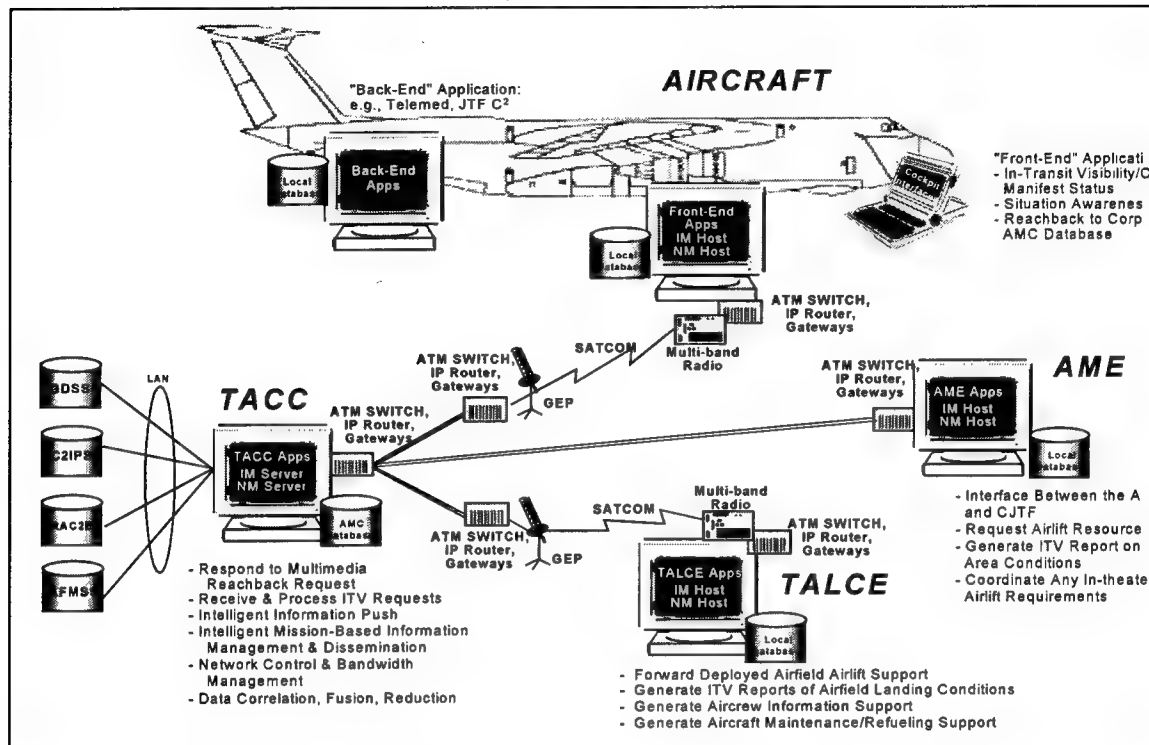 AIRCRAFT
"Back-End" Application:
e.g., Telemed, JTF C²
Back-End
Apps
Local
atabas
Front-End
Apps
IM Host
NM Host
Local
atabas
Cockpit
"Front-End" Applicati
- In-Transit Visibility/C
Manifest Status
- Situation Awarenes
- Reachback to Corp
AMC Database
ATM SWITCH,
IP Router,
Gateways
Multi-band
Radio
SATCOM
ATM SWITCH,
IP Router,
Gateways
GEP
LAN
C2IPS
TACC
ATM SWITCH,
IP Router,
Gateways
TACC Apps
IM Server
NM Server
AMC
atabas
- Respond to Multimedia
Reachback Request
- Receive & Process ITV Requests
- Intelligent Information Push
- Intelligent Mission-Based Information
Management & Dissemination
- Network Control & Bandwidth
Management
- Data Correlation, Fusion, Reduction
ATM SWITCH,
IP Router,
Gateways
GEP
SATCOM
Multi-band
Radio
ATM SWITCH,
IP Router,
Gateways
TALCE
TALCE Apps
IM Host
NM Host
Local
atabas
- Forward Deployed Airfield Airlift Support
- Generate ITV Reports of Airfield Landing Conditions
- Generate Aircrew Information Support
- Generate Aircraft Maintenance/Refueling Support
ATM SWITCH,
IP Router,
Gateways
AME
AME Apps
IM Host
NM Host
Local
atabas
- Interface Between the A
and CJTF
- Request Airlift Resource
- Generate ITV Report on
Area Conditions
- Coordinate Any In-theate
Airlift Requirements